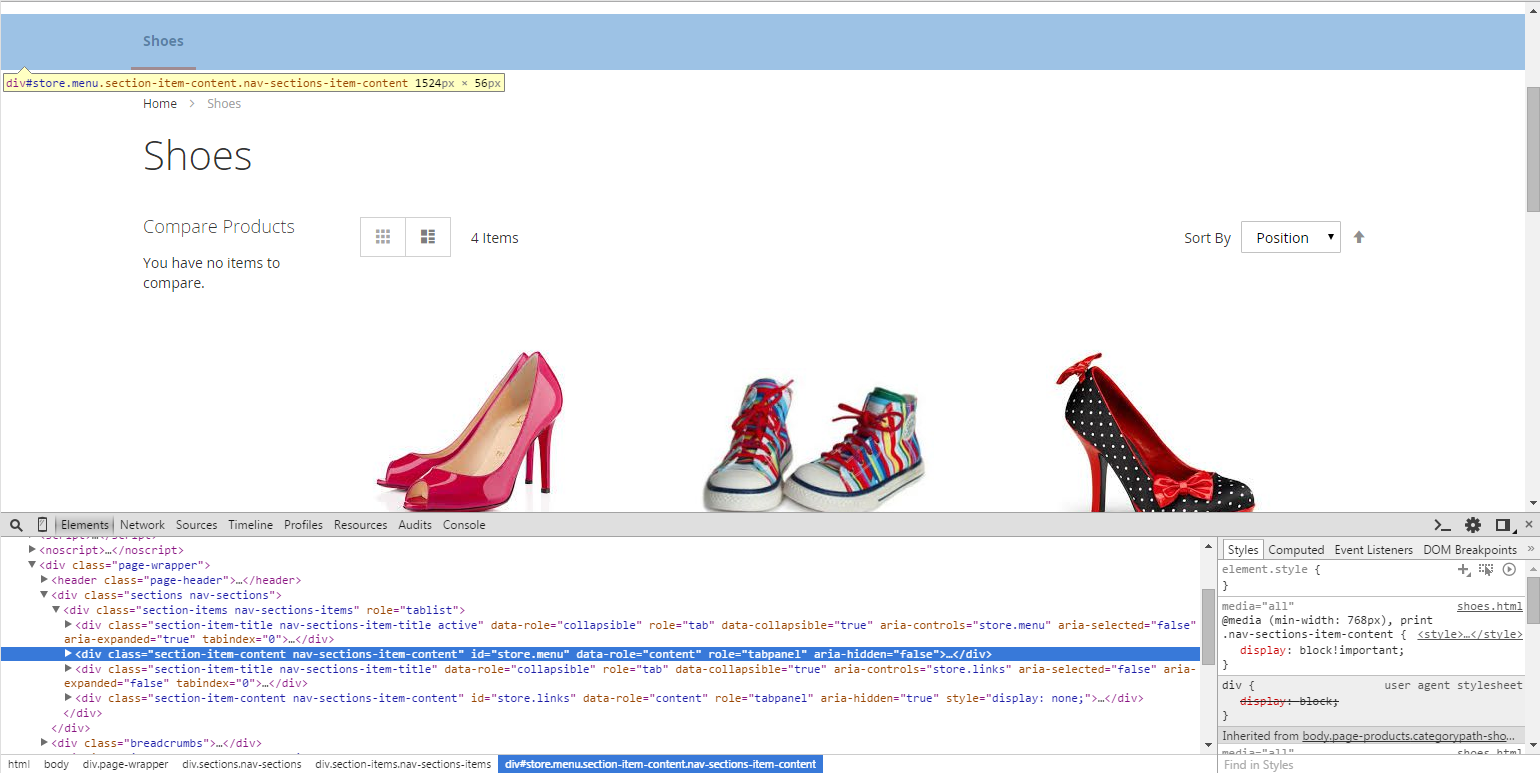 Shoes
div#store.menu.section-item-content.nav-sections-item-content 1524px × 56px
Home > Shoes
Shoes
Compare Products
You have no items to
compare.
4 Items
Sort By Position
Elements Network Sources Timeline Profiles Resources Audits Console
<noscript>…</noscript>
<div class="page-wrapper">
<header class="page-header">…</header>
<div class="sections nav-sections">
<div class="section-items nav-sections-items" role="tablist">
<div class="section-item-title nav-sections-item-title active" data-role="collapsible" role="tab" data-collapsible="true" aria-controls="store.menu" aria-selected="false"
aria-expanded="true" tabindex="0">…</div>
<div class="section-item-content nav-sections-item-content" id="store.menu" data-role="content" role="tabpanel" aria-hidden="false">…</div>
<div class="section-item-title nav-sections-item-title" data-role="collapsible" role="tab" data-collapsible="true" aria-controls="store.links" aria-selected="false" aria-
expanded="false" tabindex="0">…</div>
<div class="section-item-content nav-sections-item-content" id="store.links" data-role="content" role="tabpanel" aria-hidden="true" style="display: none;">…</div>
</div>
</div>
<div class="breadcrumbs">…</div>
html body div.page-wrapper div.sections.nav-sections div.section-items.nav-sections-items div#store.menu.section-item-content.nav-sections-item-content
Styles Computed Event Listeners DOM Breakpoints »
element.style {
}
media="all" shoes.html
@media (min-width: 768px), print
.nav-sections-item-content { <style>…</style>
display: block!important;
}
div { user agent stylesheet
display: block;
}
Inherited from body.page-products.categorypath-sho…
media="all" shoes.html
Find in Styles